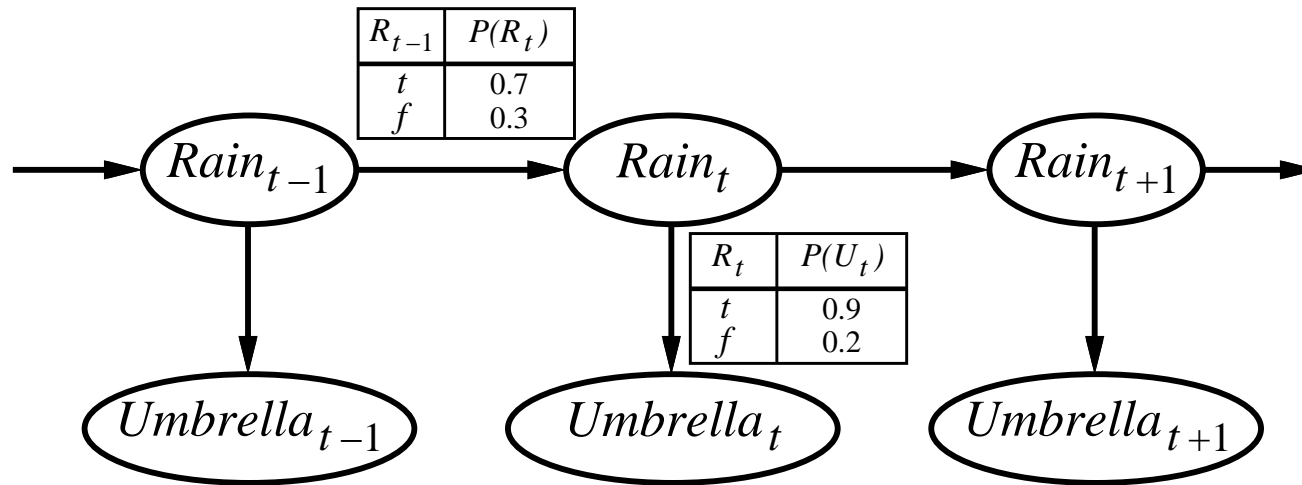 R_{t-1} P(R_t)
t 0.7
f 0.3
Rain_{t-1} Rain_t Rain_{t+1}
R_t P(U_t)
t 0.9
f 0.2
Umbrella_{t-1} Umbrella_t Umbrella_{t+1}